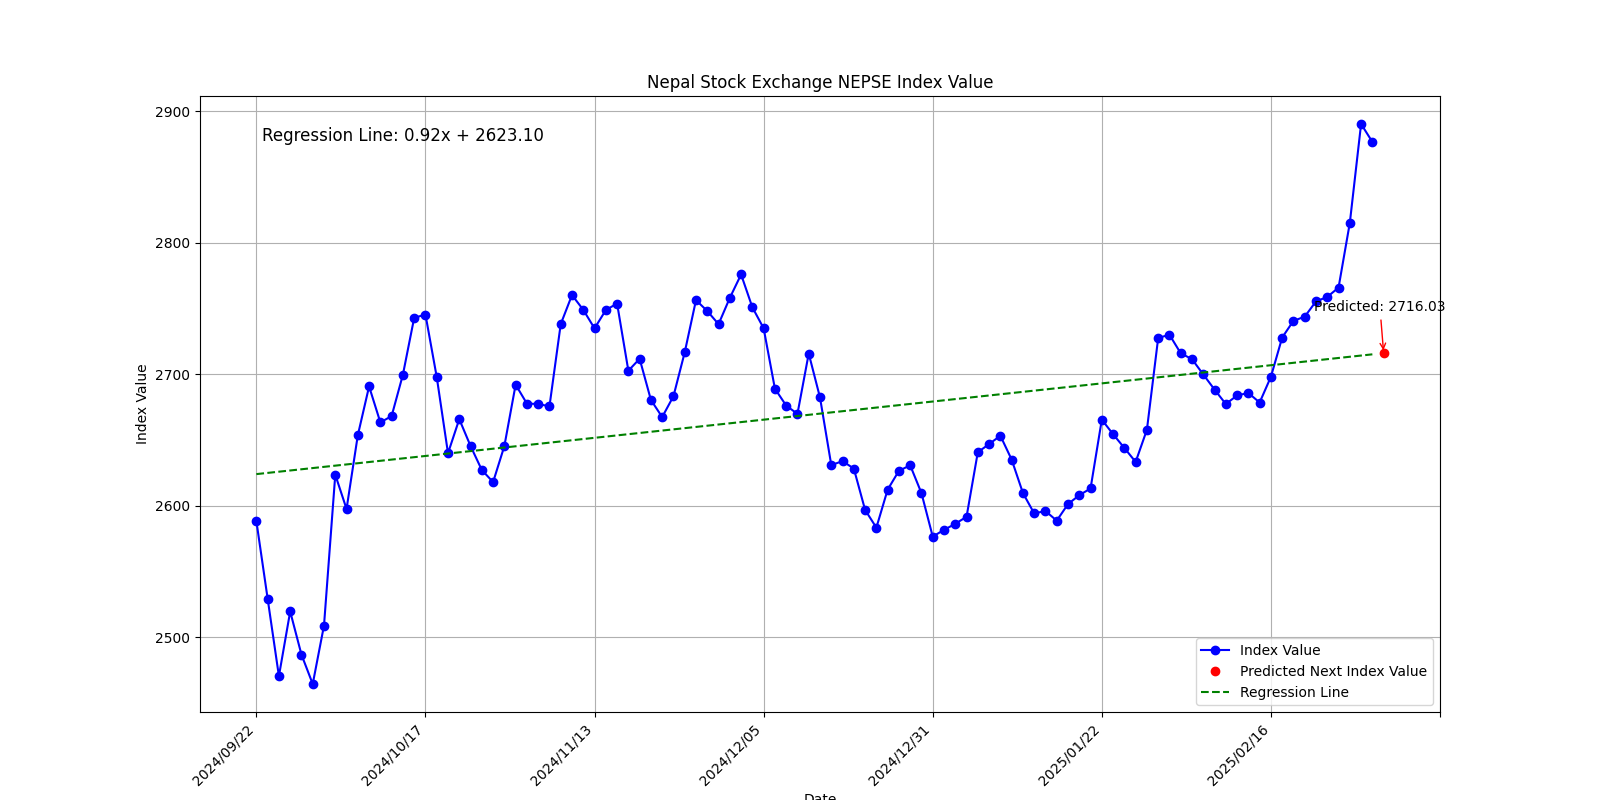 Nepal Stock Exchange NEPSE Index Value
2900
Regression Line: 0.92x + 2623.10
2800
Predicted: 2716.03
2700
Index Value
2600
2500
Index Value
Predicted Next Index Value
Regression Line
2024/09/22
2024/10/17
2024/11/13
2024/12/05
2024/12/31
2025/01/22
2025/02/16
Date